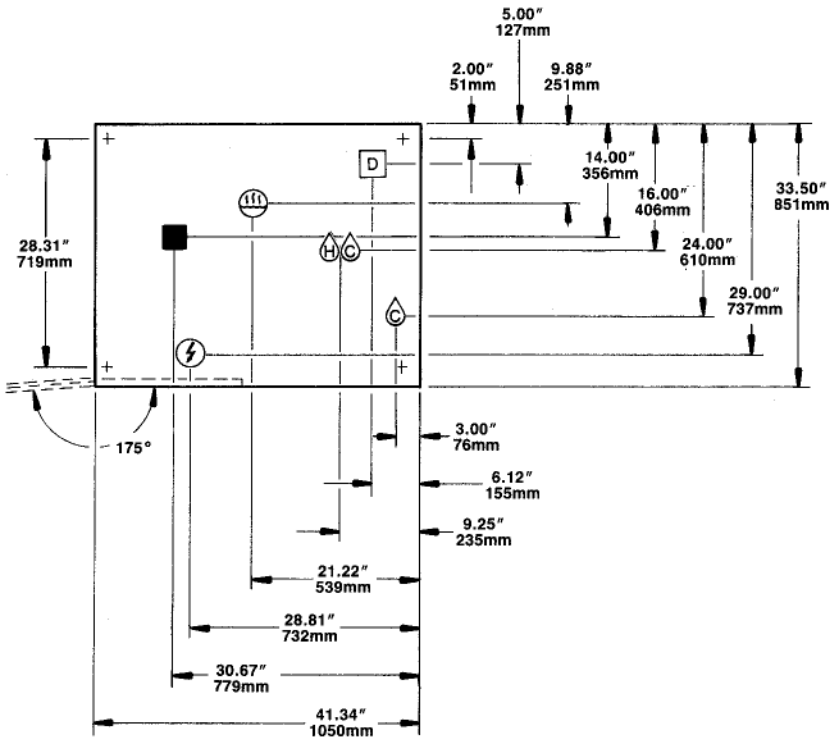 5.00″
127mm
2.00″
51mm
9.88″
251mm
D
14.00″
356mm
16.00″
406mm
33.50″
851mm
28.31″
719mm
H
C
24.00″
610mm
29.00″
737mm
C
175°
3.00″
76mm
6.12″
155mm
9.25″
235mm
21.22″
539mm
28.81″
732mm
30.67″
779mm
41.34″
1050mm